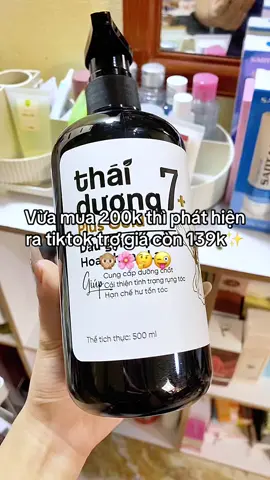 thái
dương 7+
Vừa mua 200k thì phát hiện
ra tiktok trợ giá còn 139k✨
🙊🌸🤔😜
Hoa
Giúp
Cung cấp dưỡng chất
Cải thiện tình trạng rụng tóc
Hạn chế hư tổn tóc
Thể tích thực: 500 ml